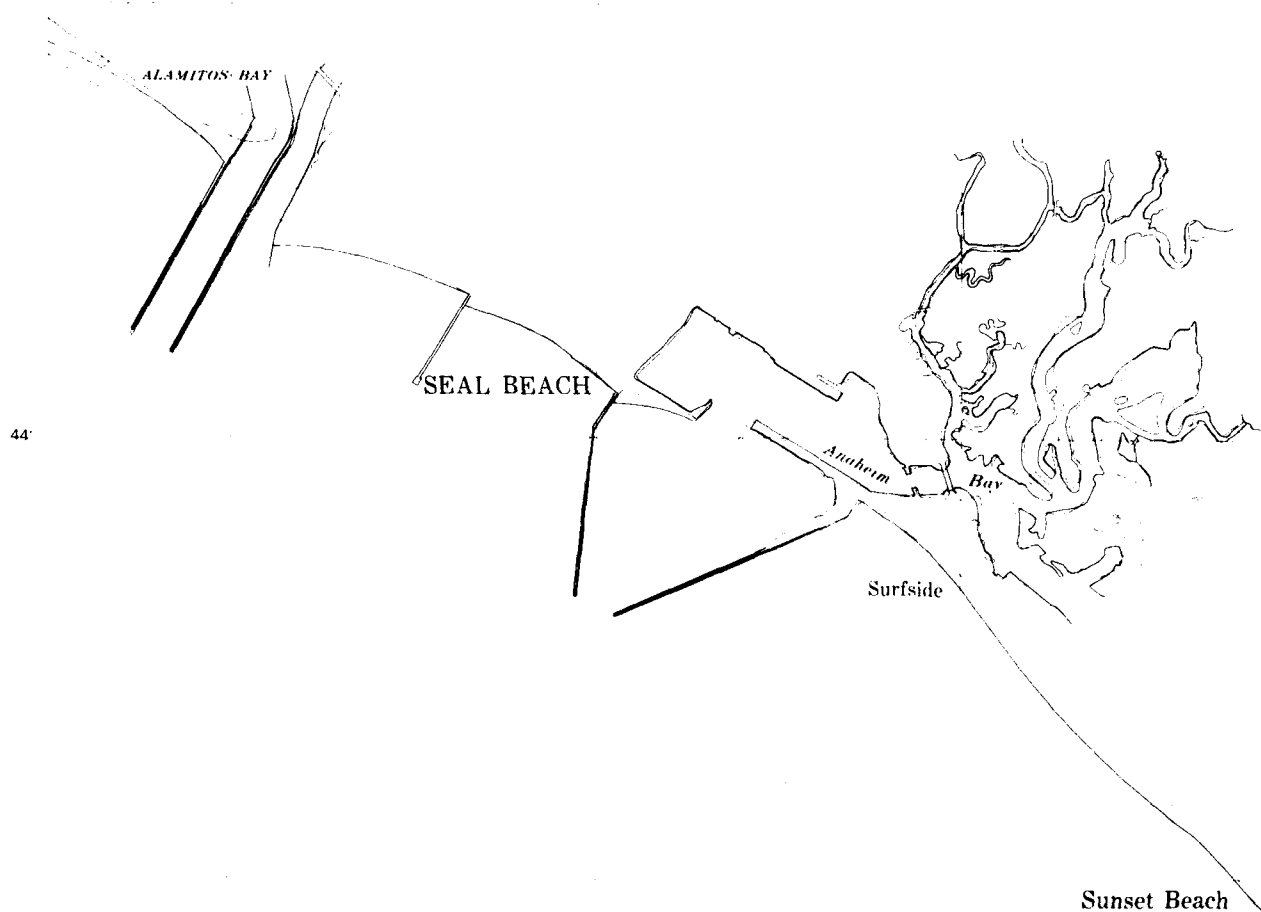 ALAMITOS BAY
SEAL BEACH
44'
Anaheim
Bay
Surfside
Sunset Beach